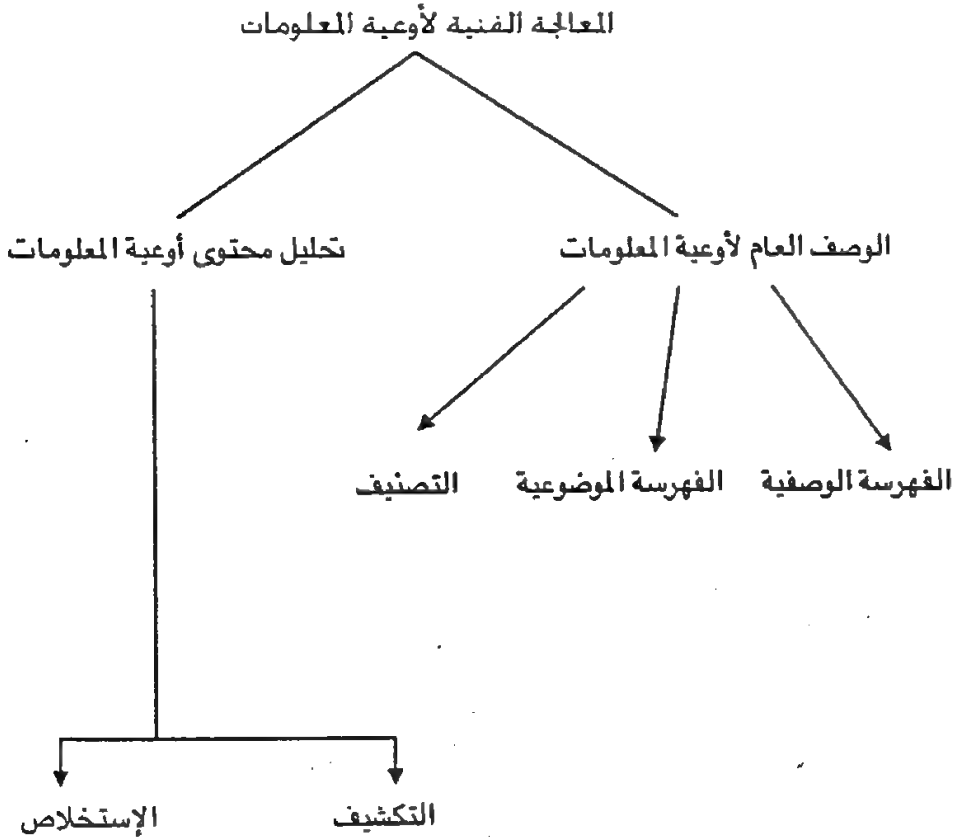 المعالجة الفنية لأوعية المعلومات
الوصف العام لأوعية المعلومات
تحليل محتوى أوعية المعلومات
الفهرسة الوصفية
الفهرسة الموضوعية
التصنيف
التكشيف
الإستخلاص